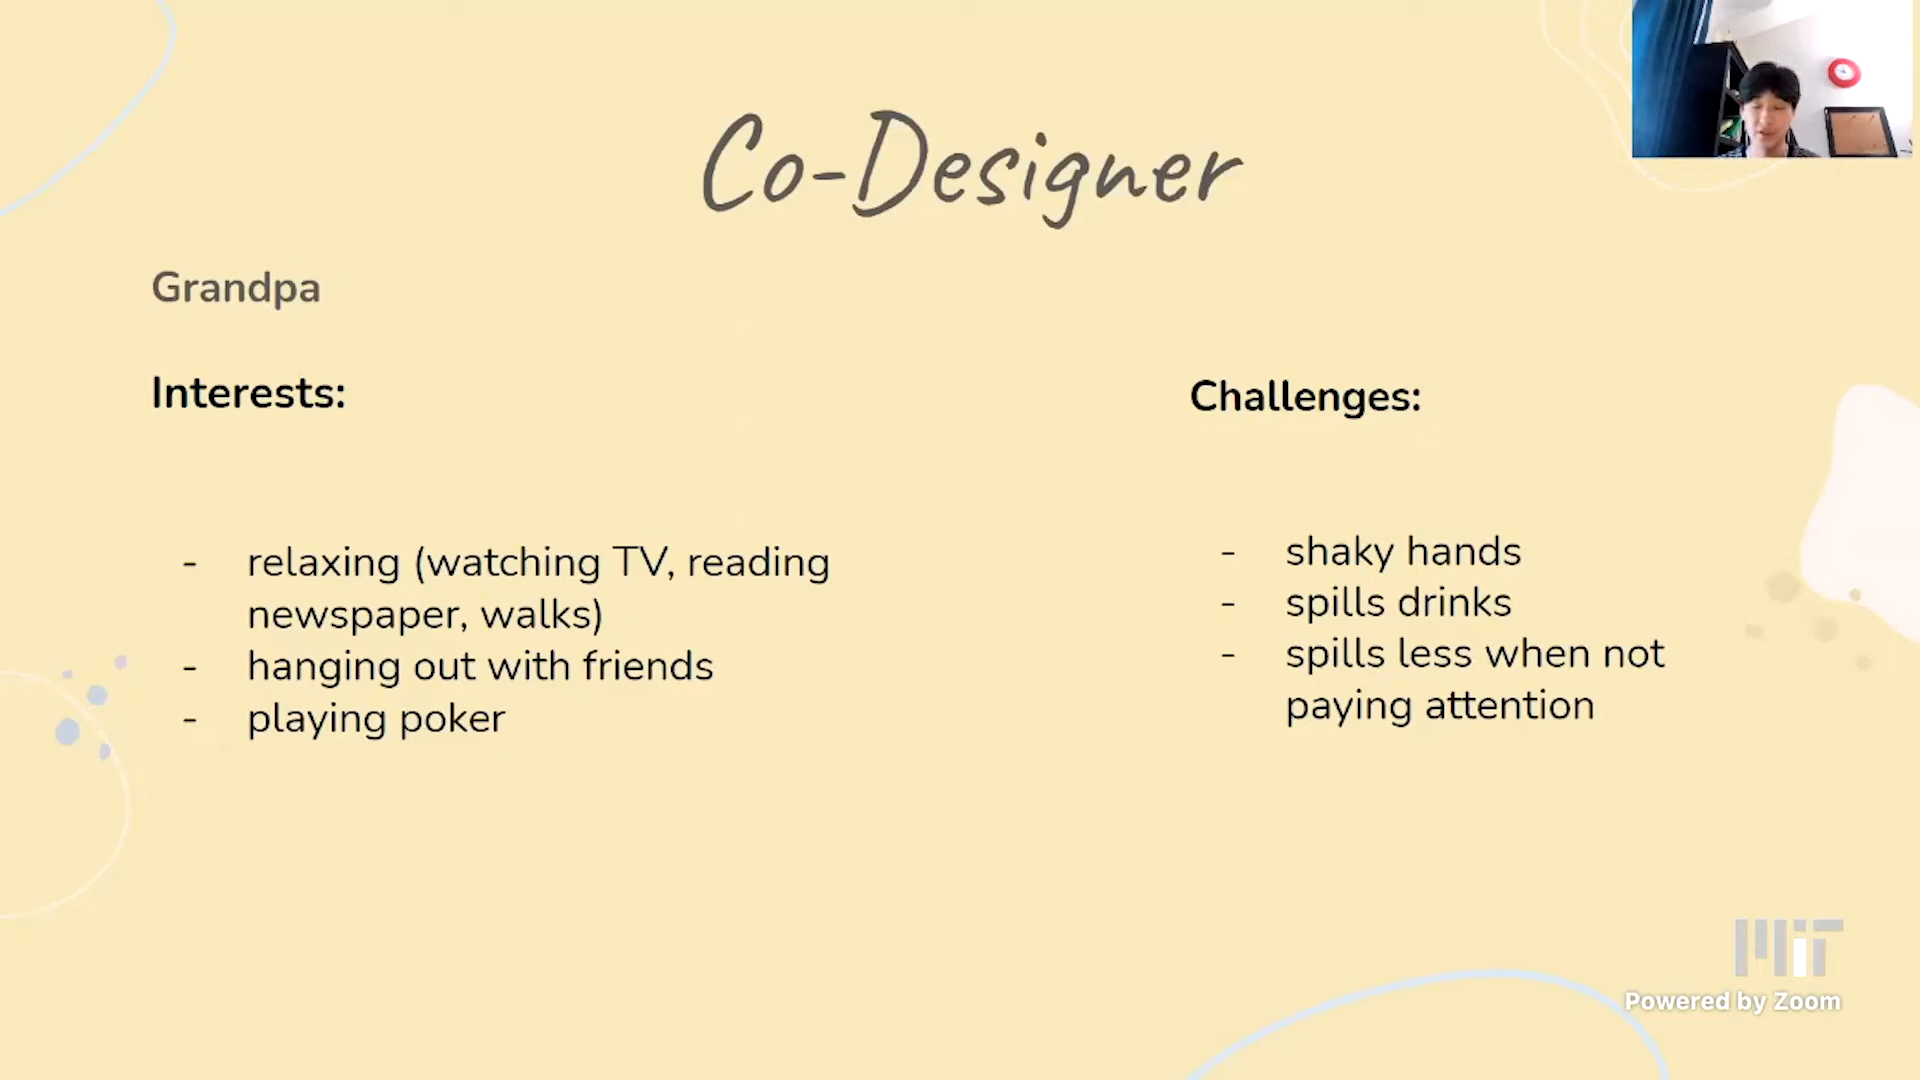 Co-Designer
Grandpa
Interests:
- relaxing (watching TV, reading
newspaper, walks)
- hanging out with friends
- playing poker
Challenges:
- shaky hands
- spills drinks
- spills less when not
paying attention
MIT
Powered by Zoom